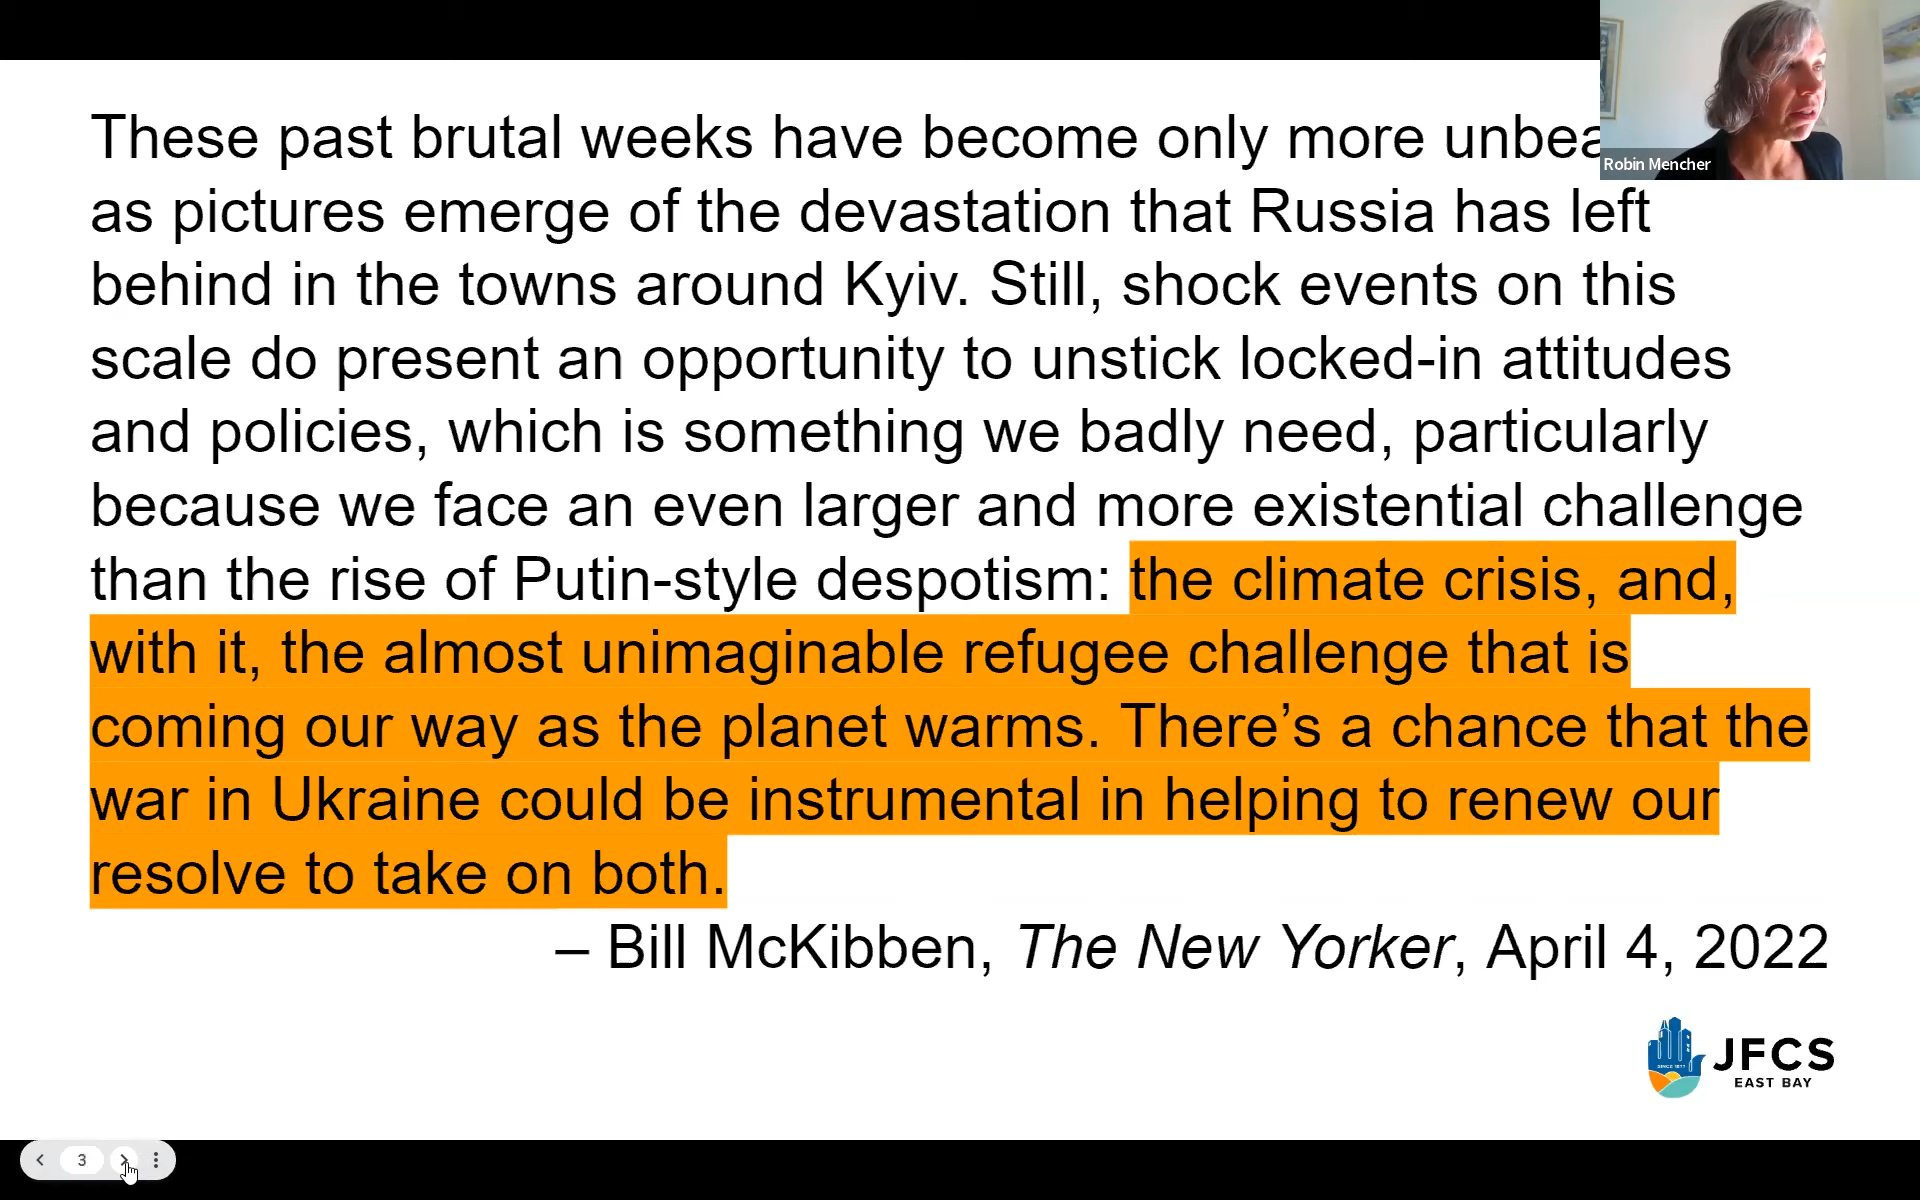 These past brutal weeks have become only more
as pictures emerge of the devastation that Russia has left
behind in the towns around Kyiv. Still, shock events on this
scale do present an opportunity to unstick locked-in attitudes
and policies, which is something we badly need, particularly
because we face an even larger and more existential challenge
than the rise of Putin-style despotism: the climate crisis, and,
with it, the almost unimaginable refugee challenge that is
coming our way as the planet warms. There’s a chance that the
war in Ukraine could be instrumental in helping to renew our
resolve to take on both.
– Bill McKibben, The New Yorker, April 4, 2022
Robin Mencher
SINCE 1877
JFCS
EAST BAY
3